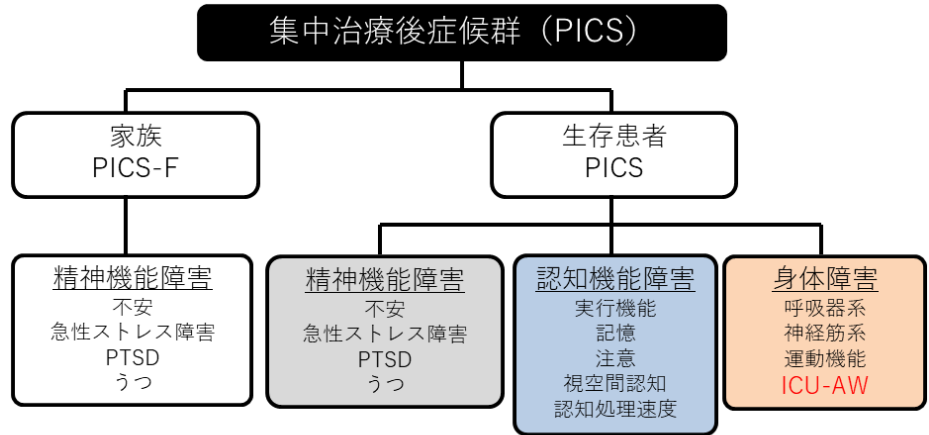 集中治療後症候群（PICS）
家族
PICS-F
生存患者
PICS
精神機能障害
不安
急性ストレス障害
PTSD
うつ
精神機能障害
不安
急性ストレス障害
PTSD
うつ
認知機能障害
実行機能
記憶
注意
視空間認知
認知処理速度
身体障害
呼吸器系
神経筋系
運動機能
ICU-AW